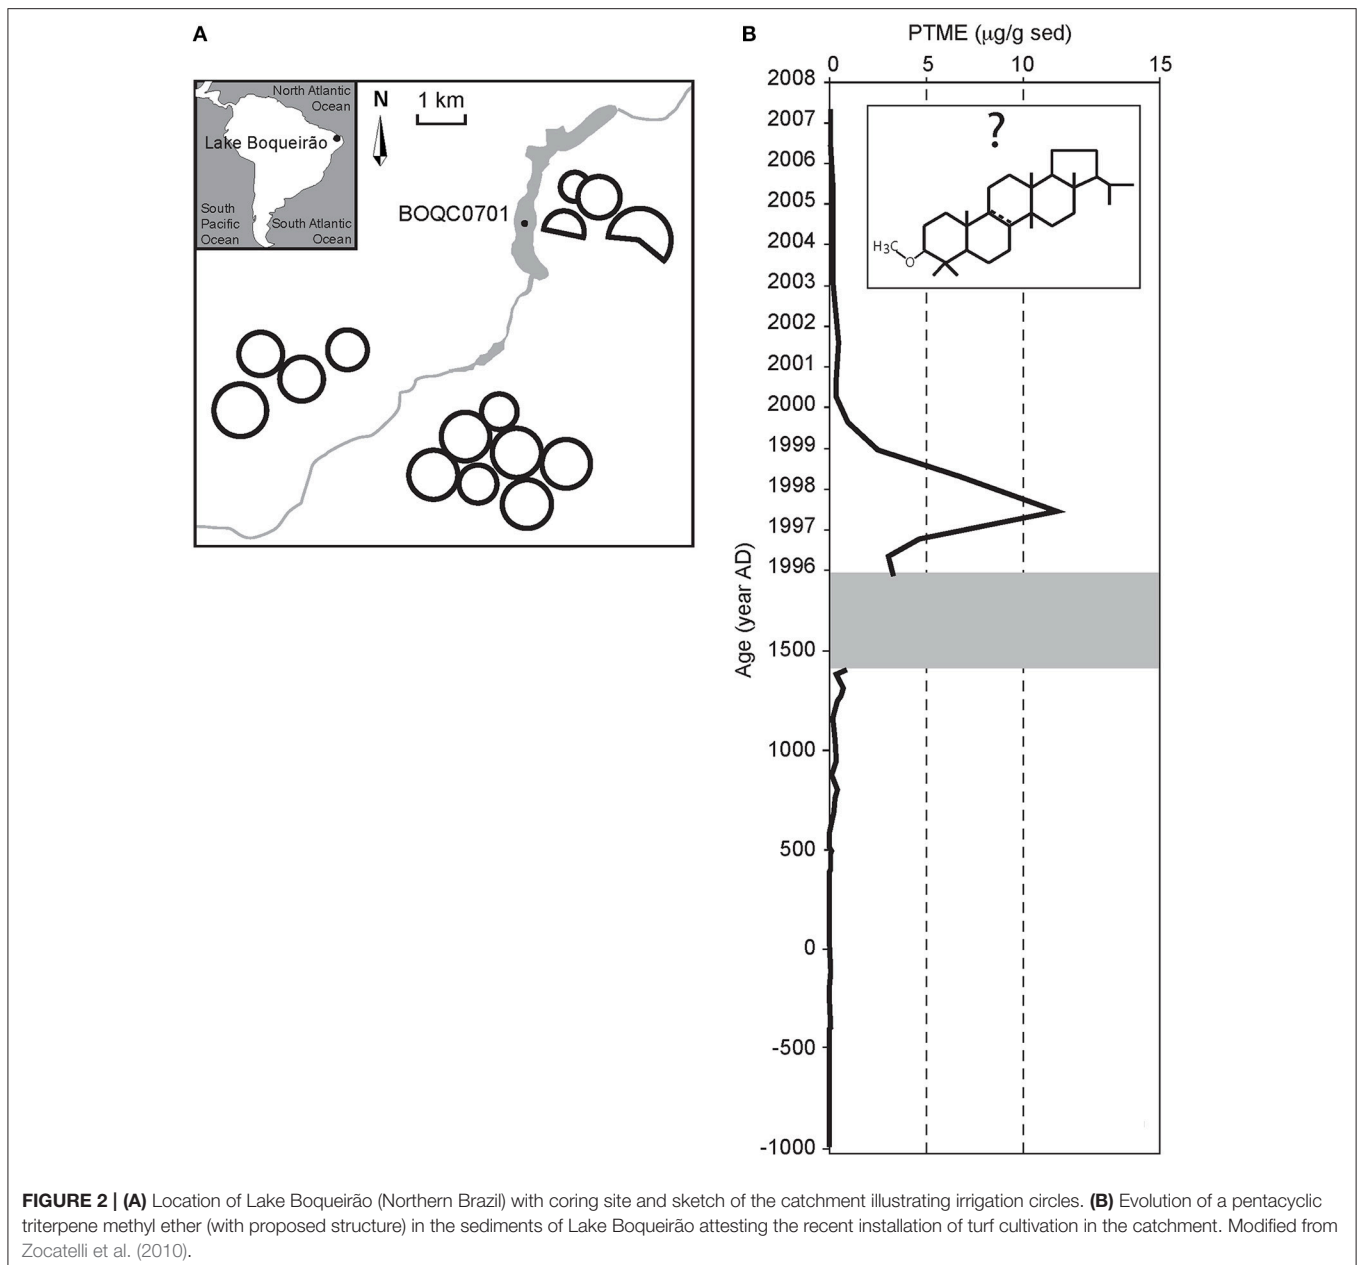 A
North Atlantic
Ocean
Lake Boqueirão
South
Pacific
Ocean
South Atlantic
Ocean
N
1 km
BOQC0701
B
PTME (µg/g sed)
0 5 10 15
2008
2007
2006
2005
2004
2003
2002
2001
2000
1999
1998
1997
1996
1500
1000
500
0
-500
-1000
Age (year AD)
?
H3C
O
FIGURE 2 | (A) Location of Lake Boqueirão (Northern Brazil) with coring site and sketch of the catchment illustrating irrigation circles. (B) Evolution of a pentacyclic
triterpene methyl ether (with proposed structure) in the sediments of Lake Boqueirão attesting the recent installation of turf cultivation in the catchment. Modified from
Zocatelli et al. (2010).